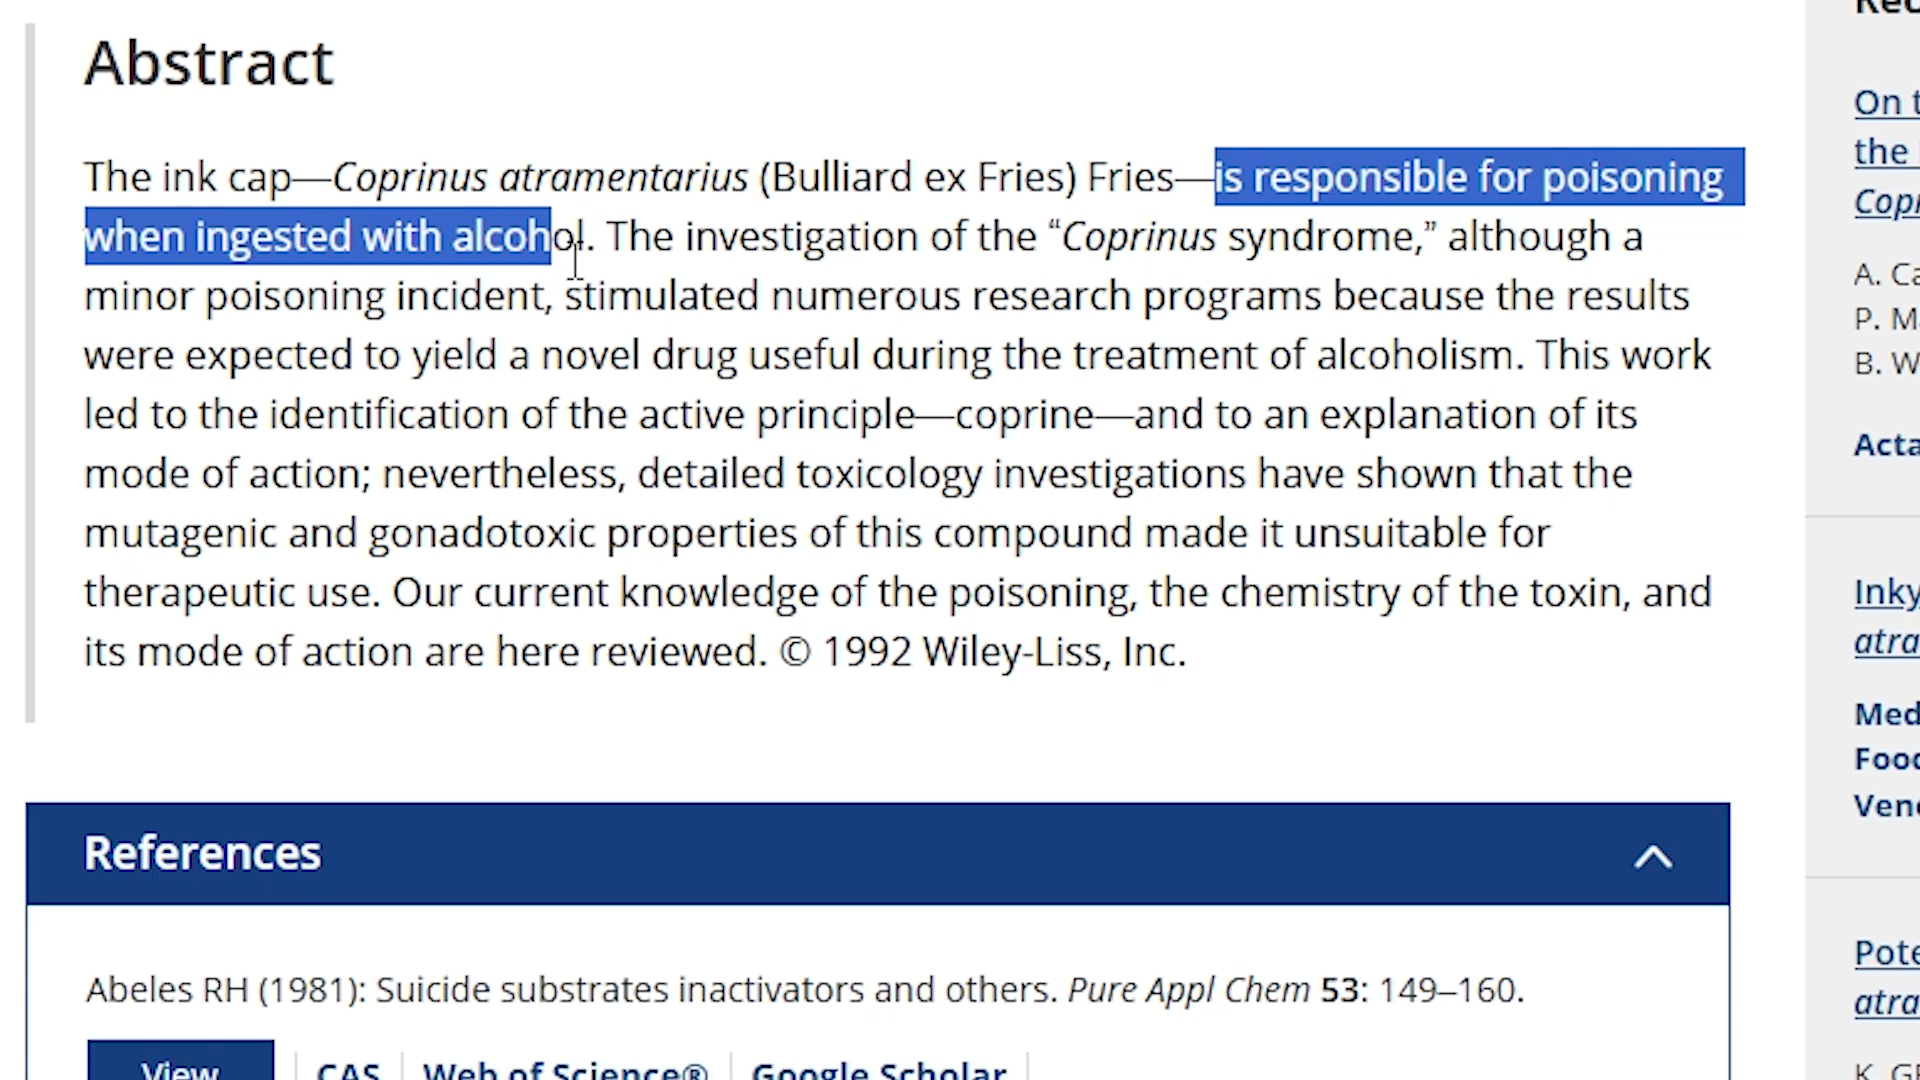 Abstract
The ink cap—Coprinus atramentarius (Bulliard ex Fries) Fries—is responsible for poisoning
when ingested with alcohol. The investigation of the “Coprinus syndrome,” although a
minor poisoning incident, stimulated numerous research programs because the results
were expected to yield a novel drug useful during the treatment of alcoholism. This work
led to the identification of the active principle—coprine—and to an explanation of its
mode of action; nevertheless, detailed toxicology investigations have shown that the
mutagenic and gonadotoxic properties of this compound made it unsuitable for
therapeutic use. Our current knowledge of the poisoning, the chemistry of the toxin, and
its mode of action are here reviewed. © 1992 Wiley-Liss, Inc.
References
Abeles RH (1981): Suicide substrates inactivators and others. Pure Appl Chem 53: 149–160.
View
CAS
Web of Science®
Google Scholar
On
the
A.
P.
B.
Acta
Inky
K.